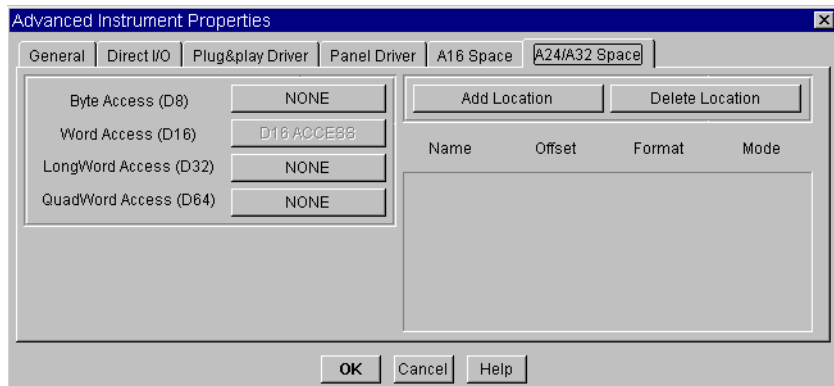 Advanced Instrument Properties
General Direct I/O Plug&play Driver Panel Driver A16 Space A24/A32 Space
Byte Access (D8) NONE
Word Access (D16) D16 ACCESS
LongWord Access (D32) NONE
QuadWord Access (D64) NONE
Add Location Delete Location
Name Offset Format Mode
OK Cancel Help